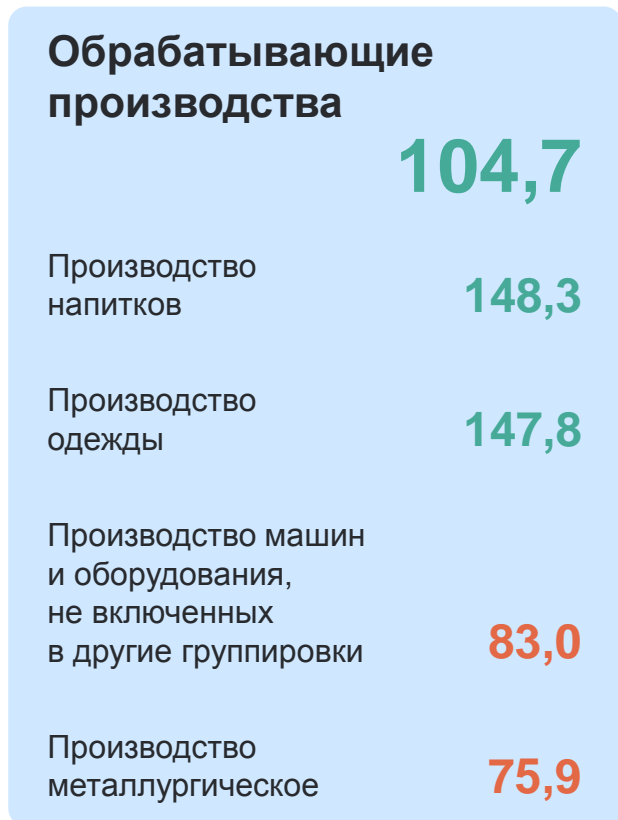 Обрабатывающие
производства
104,7
Производство
напитков
148,3
Производство
одежды
147,8
Производство машин
и оборудования,
не включенных
в другие группировки
83,0
Производство
металлургическое
75,9